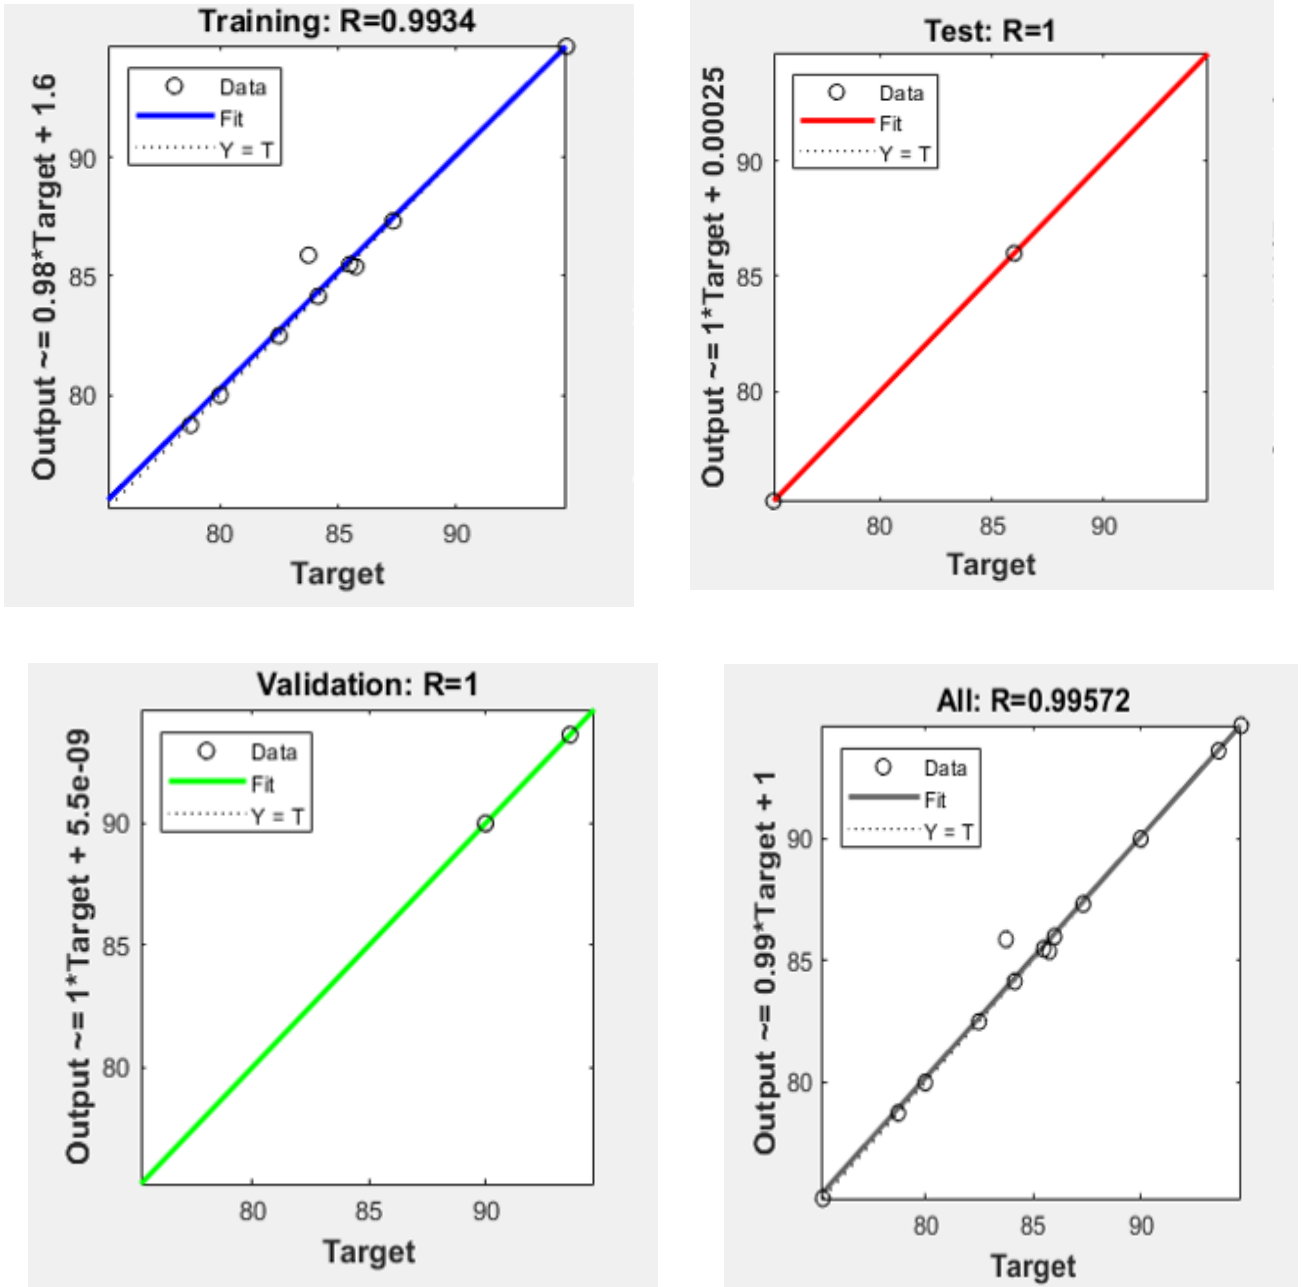 Training: R=0.9934
Output ~= 0.98*Target + 1.6
Data
Fit
Y = T
90
85
80
80 85 90
Target
Test: R=1
Output ~= 1*Target + 0.00025
Data
Fit
Y = T
90
85
80
80 85 90
Target
Validation: R=1
Output ~= 1*Target + 5.5e-09
Data
Fit
Y = T
90
85
80
80 85 90
Target
All: R=0.99572
Output ~= 0.99*Target + 1
Data
Fit
Y = T
90
85
80
80 85 90
Target